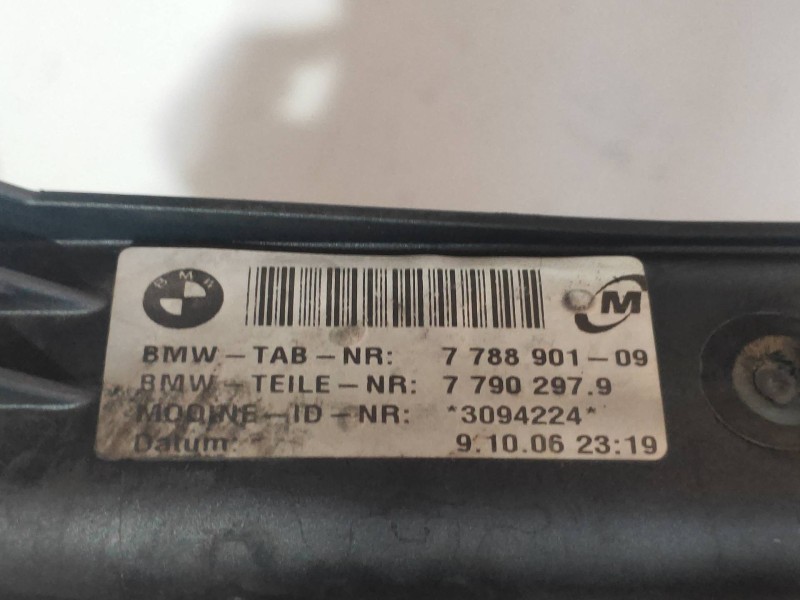 BMW
M
BMW-TAB-NR: 7 788 901-09
BMW-TEILE-NR: 7 790 297.9
MODINE-ID-NR: *3094224*
Datum: 9.10.06 23:19